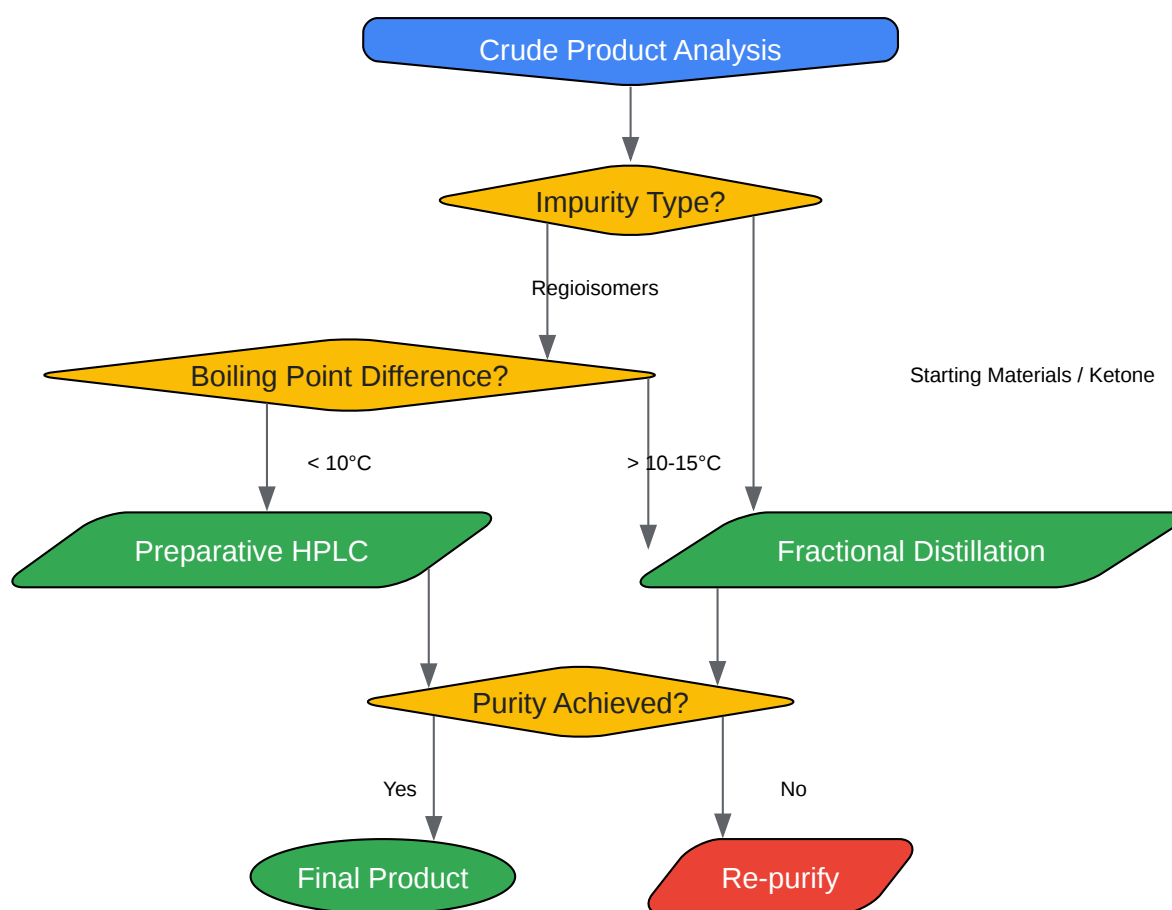 Crude Product Analysis
Impurity Type?
Regioisomers
Boiling Point Difference?
Starting Materials / Ketone
< 10°C
> 10-15°C
Preparative HPLC
Fractional Distillation
Purity Achieved?
Yes
No
Final Product
Re-purify